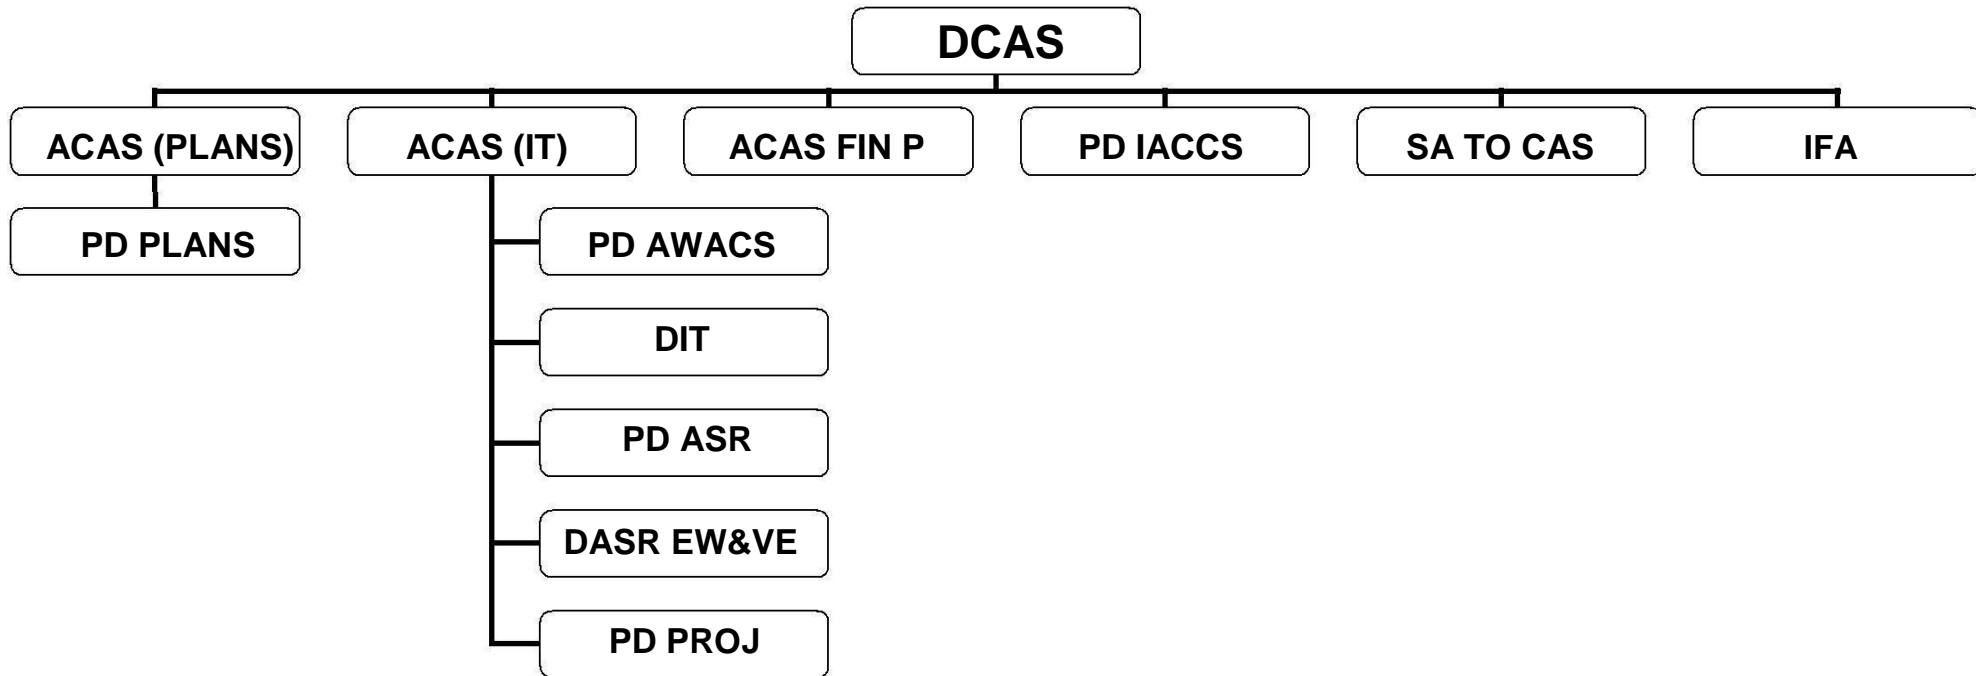 DCAS
ACAS (PLANS)
ACAS (IT)
ACAS FIN P
PD IACCS
SA TO CAS
IFA
PD PLANS
PD AWACS
DIT
PD ASR
DASR EW&VE
PD PROJ